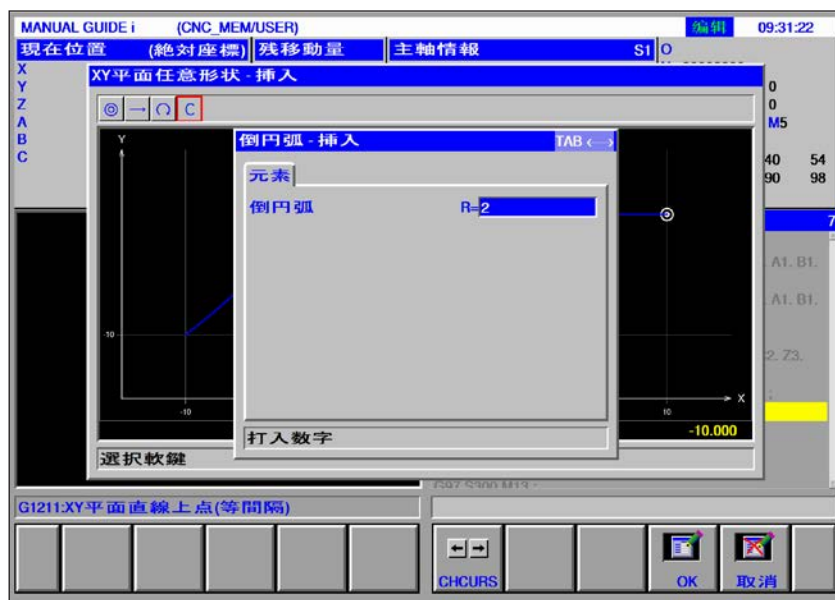 MANUAL GUIDE i (CNC_MEM/USER) 编辑 09:31:22
現在位置 (絶対座標) 残移動量 主軸情報 S1 O
X
Y 0
Z 0
A M5
B
C
40 54
90 98
XY平面任意形状-挿入
C
Y
倒円弧-挿入 TAB
元素
倒円弧 R=2
7
A1. B1.
A1. B1.
Z3.
-10
X
-10 10
-10.000
打入数字
選択軟鍵
G97 S300 M13
G1211:XY平面直線上点(等間隔)
CHCURS OK 取消